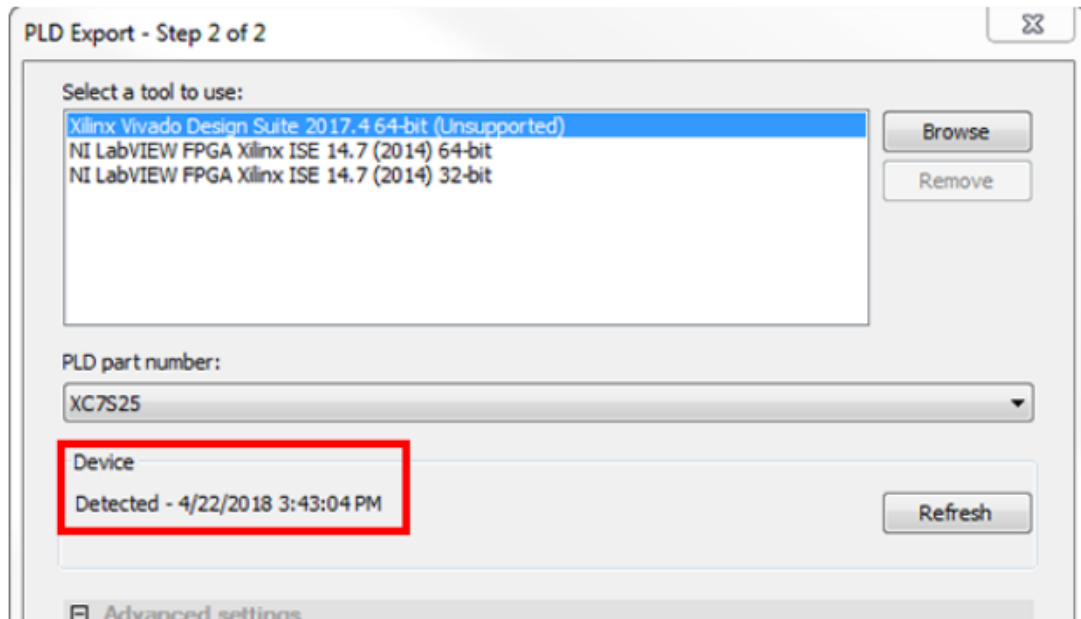 PLD Export - Step 2 of 2
Select a tool to use:
Xilinx Vivado Design Suite 2017.4 64-bit (Unsupported)
NI LabVIEW FPGA Xilinx ISE 14.7 (2014) 64-bit
NI LabVIEW FPGA Xilinx ISE 14.7 (2014) 32-bit
Browse
Remove
PLD part number:
XC7S25
Device
Detected - 4/22/2018 3:43:04 PM
Refresh
Advanced settings